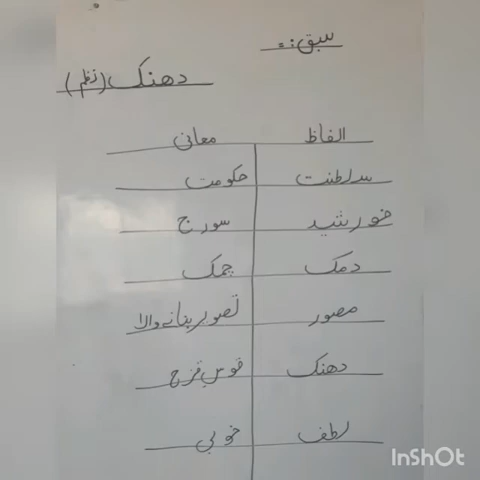 سبق:۔
دھنک (نظم)
الفاظ معانی
سلطنت حکومت
خورشید سورج
دمک چمک
مصور تصویر بنانے والا
دھنک قوس قزح
لطف خوبی
InShOt